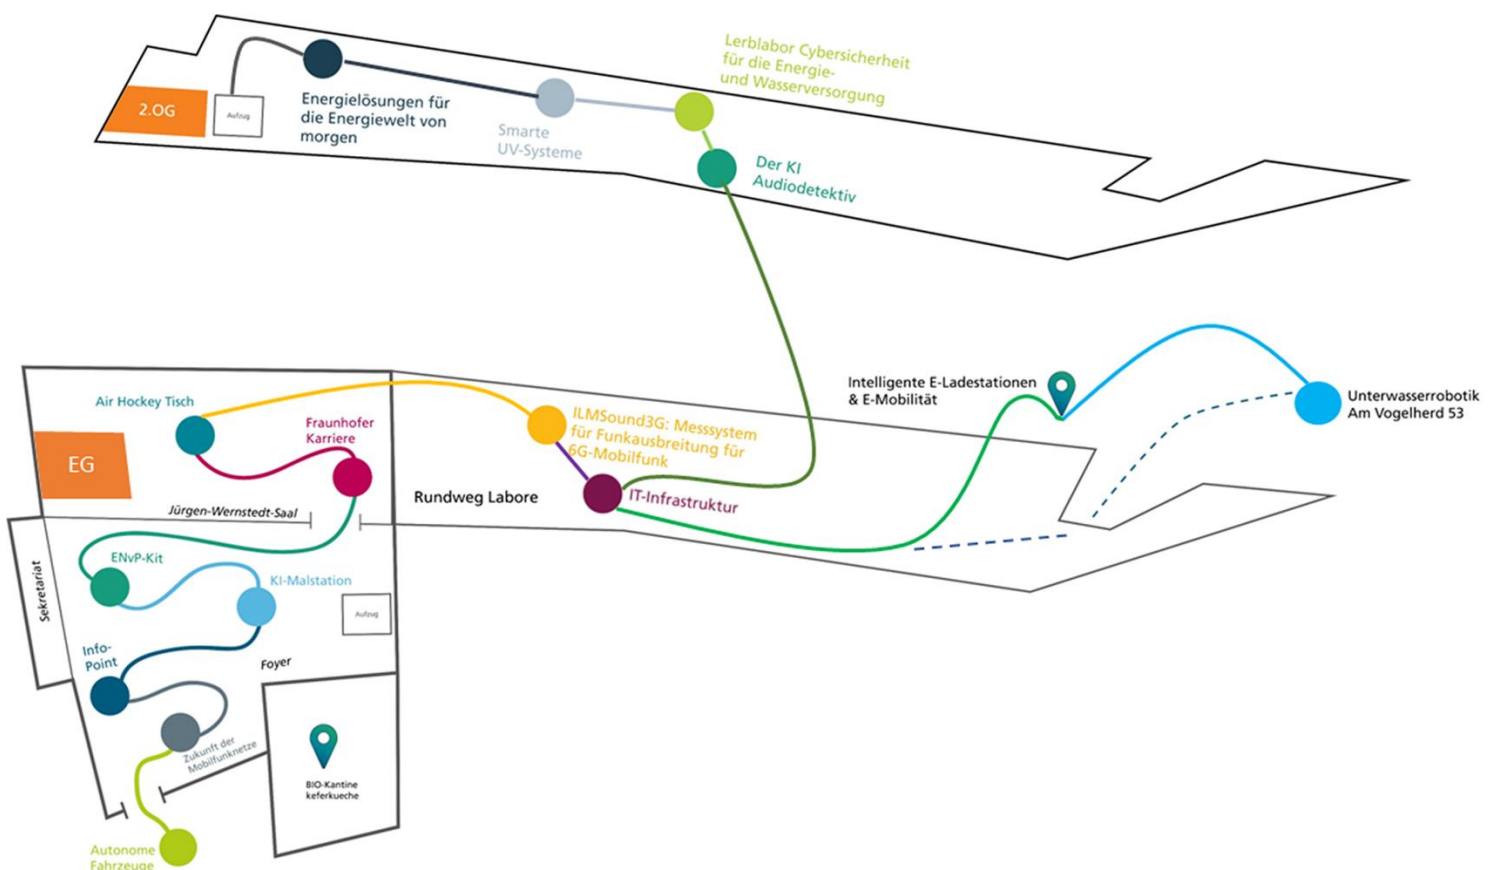 Lerblabor Cybersicherheit
für die Energie-
und Wasserversorgung
2.OG
Aufzug
Energielösungen für
die Energiewelt von
morgen
Smarte
UV-Systeme
Der KI
Audiodetektiv
Intelligente E-Ladestationen
& E-Mobilität
Unterwasserrobotik
Am Vogelherd 53
Air Hockey Tisch
Fraunhofer
Karriere
ILMSound3G: Messsystem
für Funkausbreitung für
6G-Mobilfunk
EG
Rundweg Labore
IT-Infrastruktur
Jürgen-Wernstedt-Saal
ENvP-Kit
KI-Malstation
Sekretariat
Aufzug
Info-
Point
Foyer
Zukunft der
Mobilfunknetze
BIO-Kantine
keferkueche
Autonome
Fahrzeuge